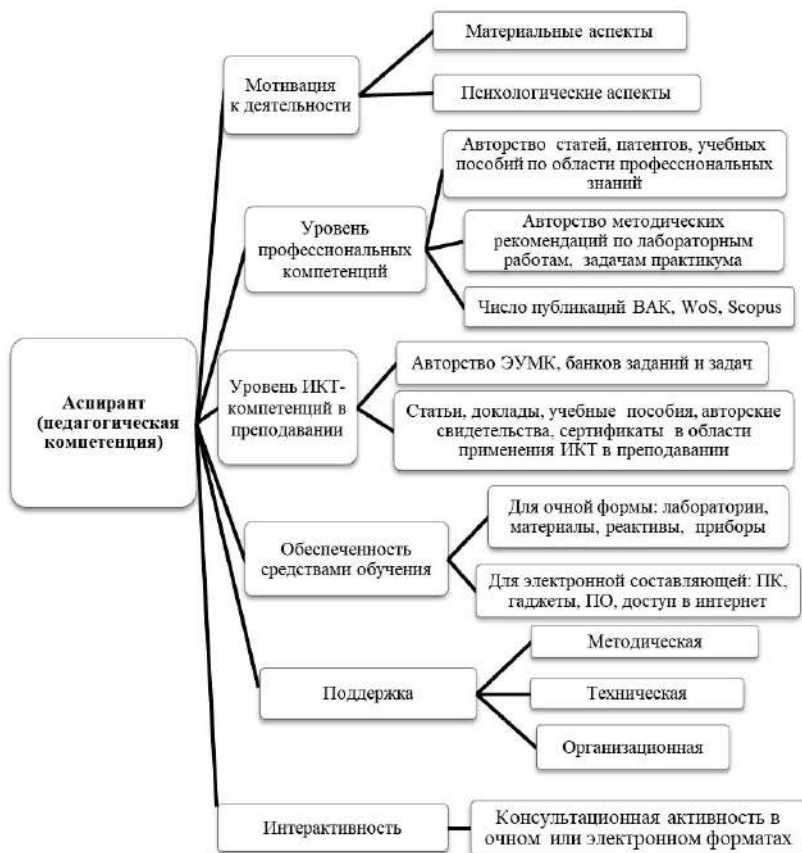 Материальные аспекты
Мотивация
к деятельности
Психологические аспекты
Авторство статей, патентов, учебных
пособий по области профессиональных
знаний
Уровень
профессиональных
компетенций
Авторство методических
рекомендаций по лабораторным
работам, задачам практикума
Число публикаций ВАК, WoS, Scopus
Аспирант
(педагогическая
компетенция)
Уровень ИКТ-
компетенций в
преподавании
Авторство ЭУМК, банков заданий и задач
Статьи, доклады, учебные пособия, авторские
свидетельства, сертификаты в области
применения ИКТ в преподавании
Обеспеченность
средствами обучения
Для очной формы: лаборатории,
материалы, реактивы, приборы
Для электронной составляющей: ПК,
гаджеты, ПО, доступ в интернет
Поддержка
Методическая
Техническая
Организационная
Интерактивность
Консультационная активность в
очном или электронном форматах